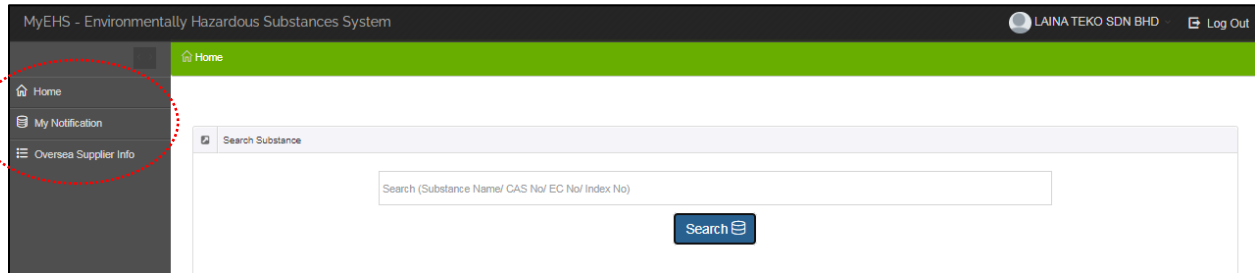 MyEHS - Environmentally Hazardous Substances System
LAINA TEKO SDN BHD
Log Out
Home
Home
My Notification
Oversea Supplier Info
Search Substance
Search (Substance Name/ CAS No/ EC No/ Index No)
Search